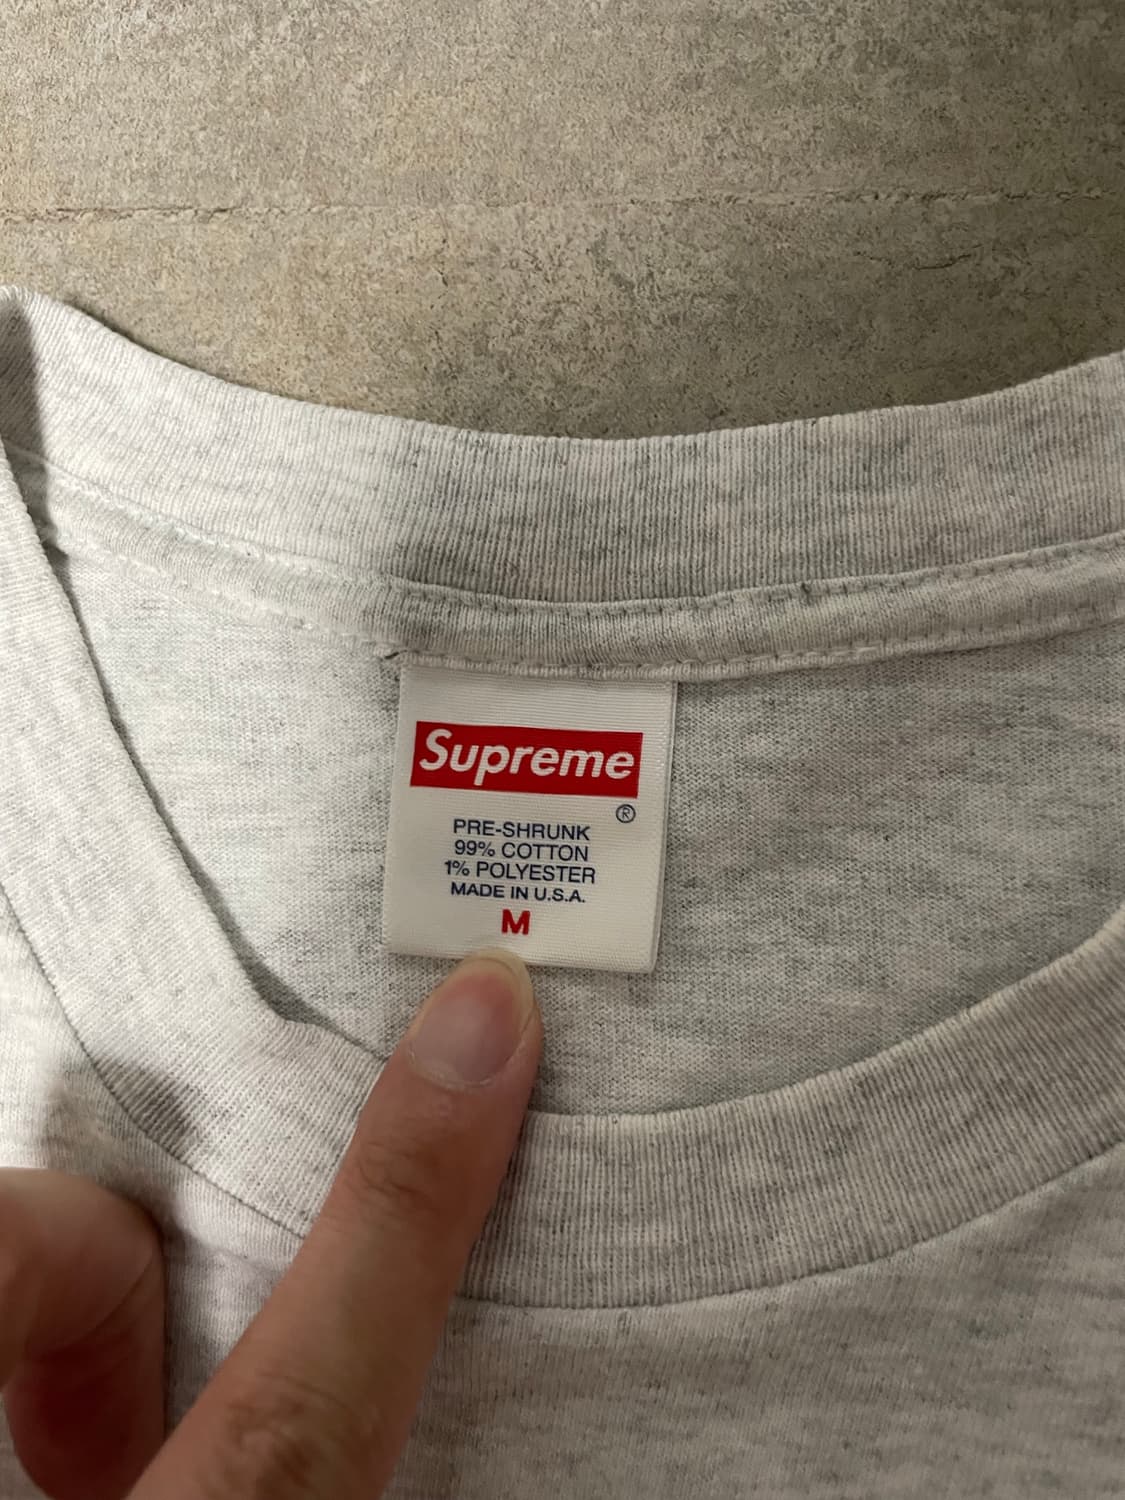 Supreme
®
PRE-SHRUNK
99% COTTON
1% POLYESTER
MADE IN U.S.A.
M